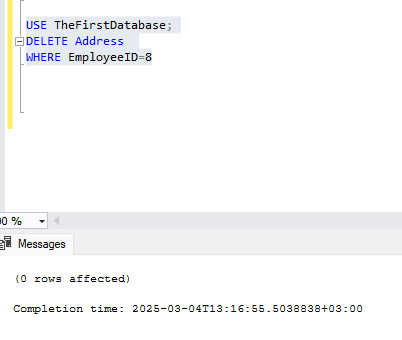 USE TheFirstDatabase;
DELETE Address
WHERE EmployeeID=8
Messages
(0 rows affected)
Completion time: 2025-03-04T13:16:55.5038838+03:00